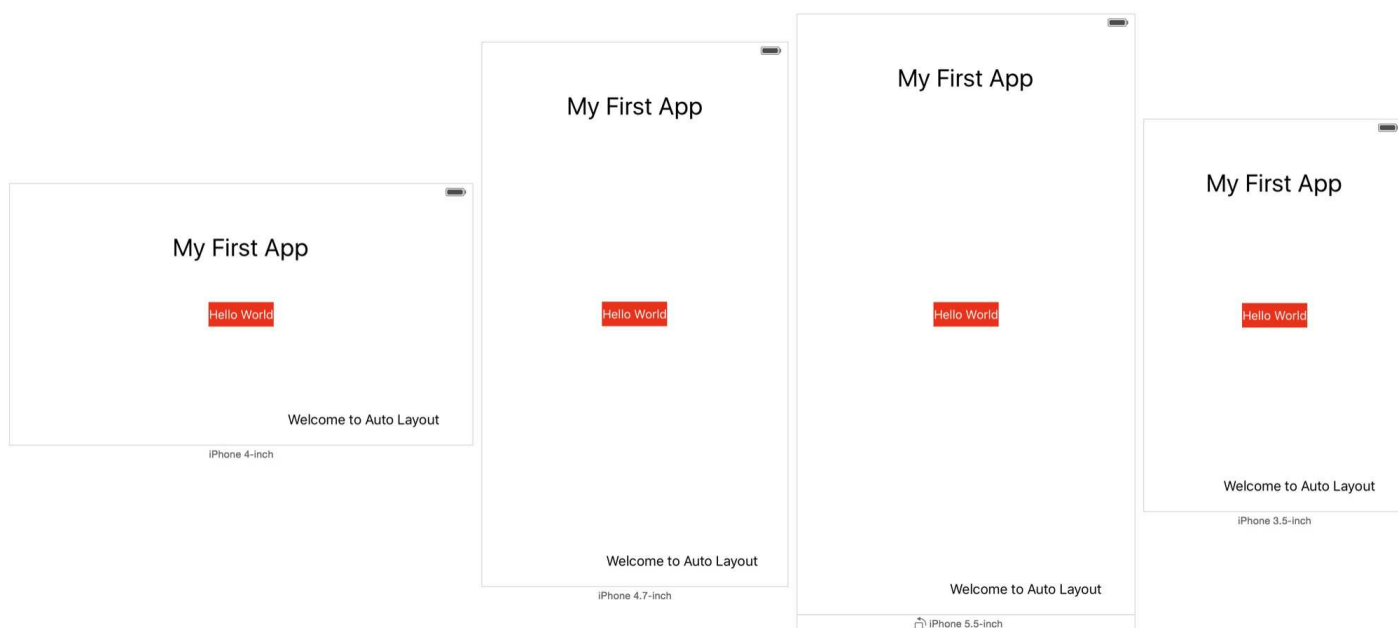 My First App
Hello World
Welcome to Auto Layout
iPhone 4-inch
My First App
Hello World
Welcome to Auto Layout
iPhone 4.7-inch
My First App
Hello World
Welcome to Auto Layout
iPhone 5.5-inch
My First App
Hello World
Welcome to Auto Layout
iPhone 3.5-inch